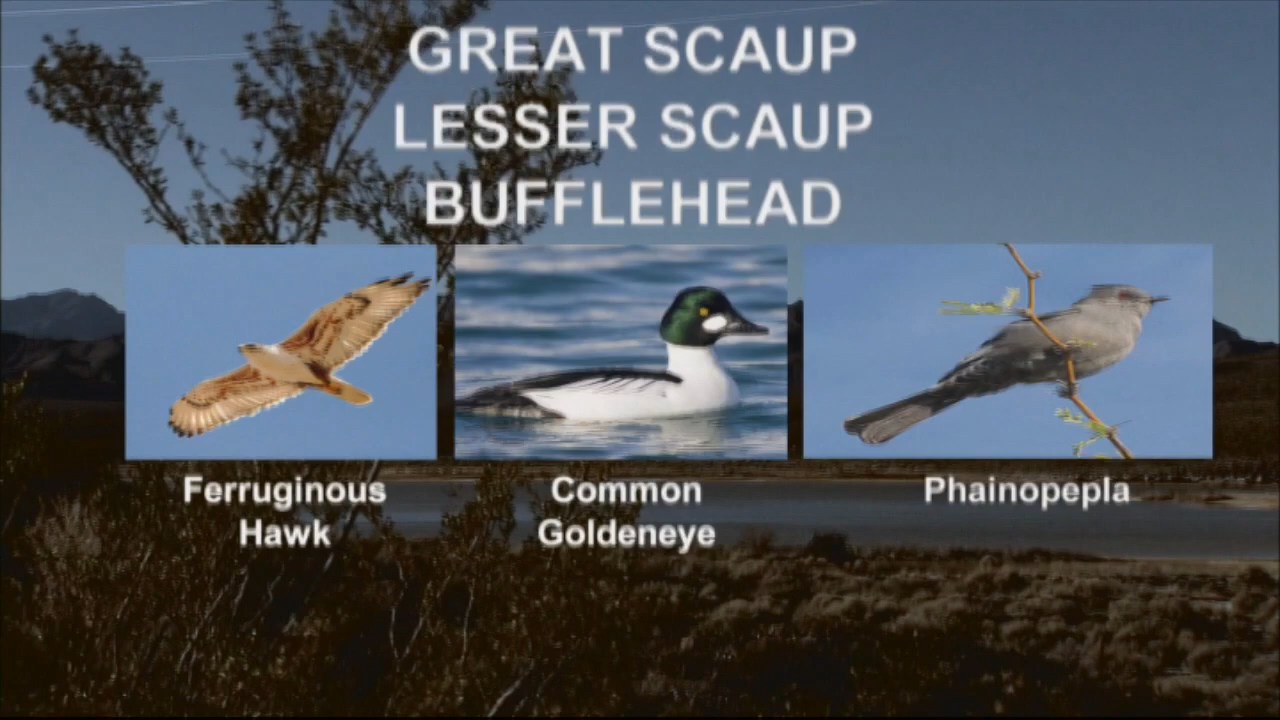 GREAT SCAUP
LESSER SCAUP
BUFFLEHEAD
Ferruginous
Hawk
Common
Goldeneye
Phainopepla